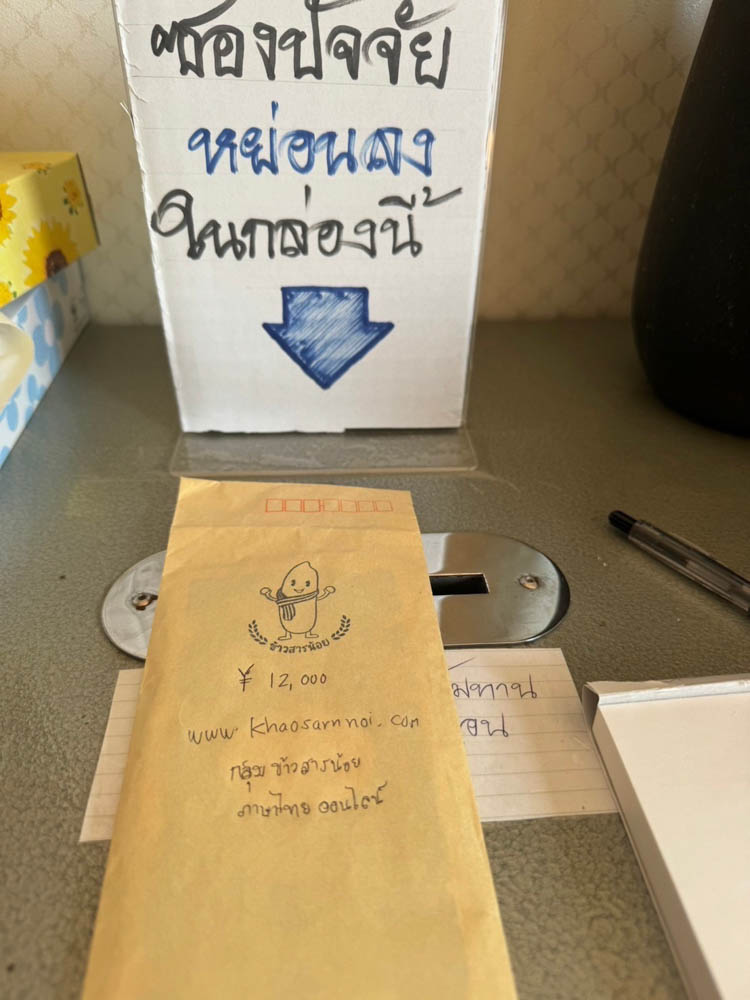 ซองปัจจัย
หย่อนลง
ในกล่องนี้
ข้าวสารน้อย
¥ 12,000
www.khaosarnnoi.com
กลุ่ม ข้าวสารน้อย
ภาษาไทย ออนไลน์